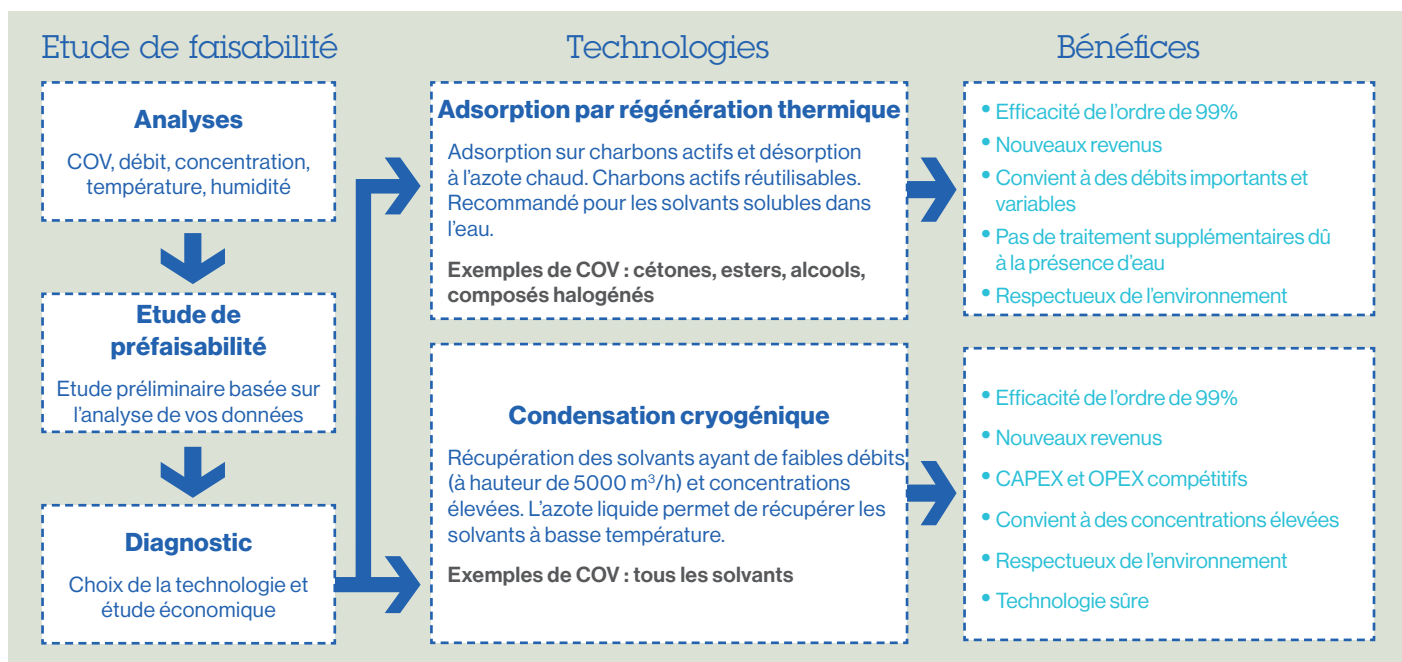 Etude de faisabilité
Analyses
COV, débit, concentration,
température, humidité
Etude de
préfaisabilité
Etude préliminaire basée sur
l'analyse de vos données
Diagnostic
Choix de la technologie et
étude économique
Technologies
Adsorption par régénération thermique
Adsorption sur charbons actifs et désorption
à l'azote chaud. Charbons actifs réutilisables.
Recommandé pour les solvants solubles dans
l'eau.
Exemples de COV : cétones, esters, alcools,
composés halogénés
Condensation cryogénique
Récupération des solvants ayant de faibles débits
(à hauteur de 5000 m³/h) et concentrations
élevées. L'azote liquide permet de récupérer les
solvants à basse température.
Exemples de COV : tous les solvants
Bénéfices
• Efficacité de l'ordre de 99%
• Nouveaux revenus
• Convient à des débits importants et
variables
• Pas de traitement supplémentaires dû
à la présence d'eau
• Respectueux de l'environnement
• Efficacité de l'ordre de 99%
• Nouveaux revenus
• CAPEX et OPEX compétitifs
• Convient à des concentrations élevées
• Respectueux de l'environnement
• Technologie sûre